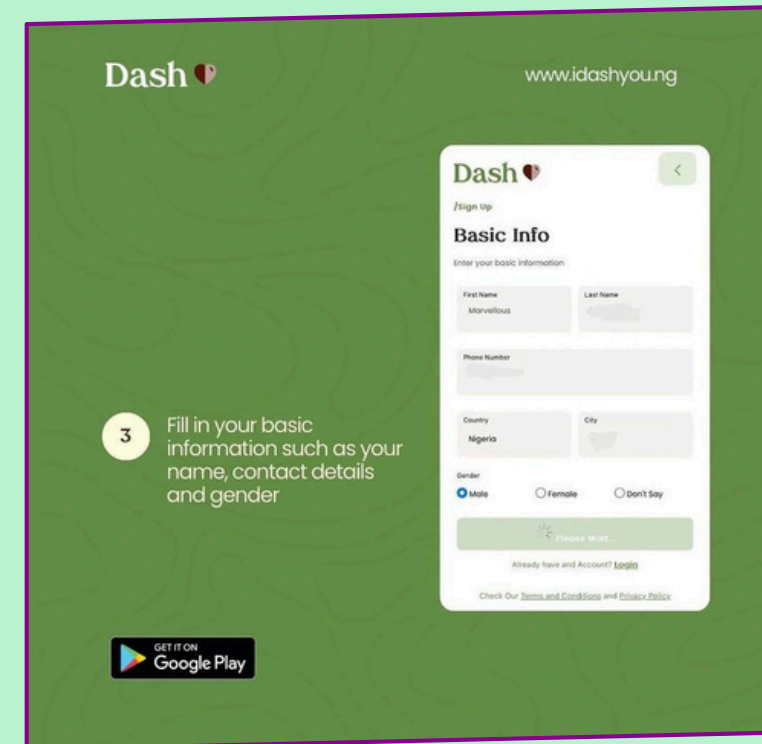 Dash
www.idashyou.ng
Dash
/Sign Up
Basic Info
Enter your basic information
First Name
Last Name
Marvellous
Phone Number
Country
City
Nigeria
Gender
Male
Female
Don't Say
Please Wait...
Already have and Account? Login
Check Our Terms and Conditions and Privacy Policy
3
Fill in your basic
information such as your
name, contact details
and gender
GET IT ON
Google Play